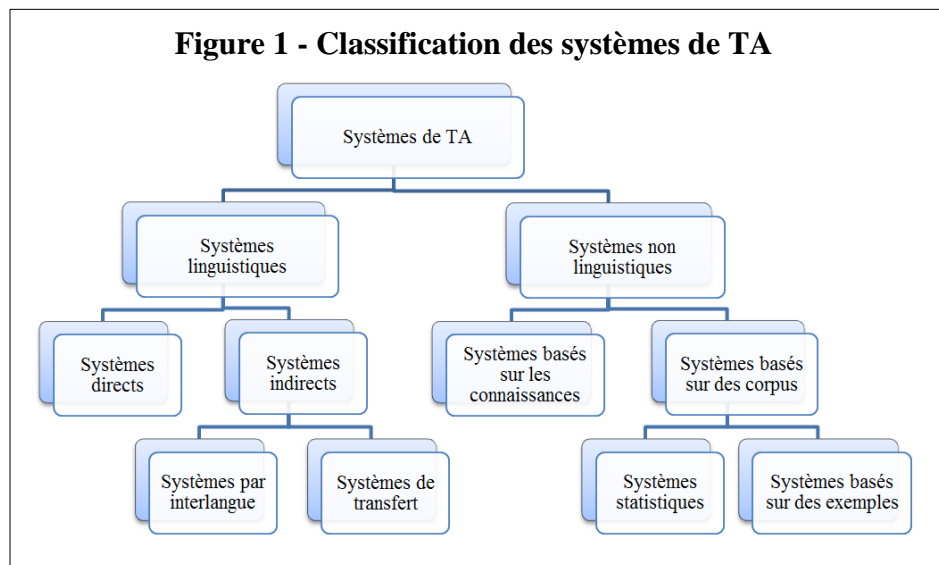 Figure 1 - Classification des systèmes de TA
Systèmes de TA
Systèmes
linguistiques
Systèmes non
linguistiques
Systèmes
directs
Systèmes
indirects
Systèmes basés
sur les
connaissances
Systèmes basés
sur des corpus
Systèmes par
interlangue
Systèmes de
transfert
Systèmes
statistiques
Systèmes basés
sur des exemples